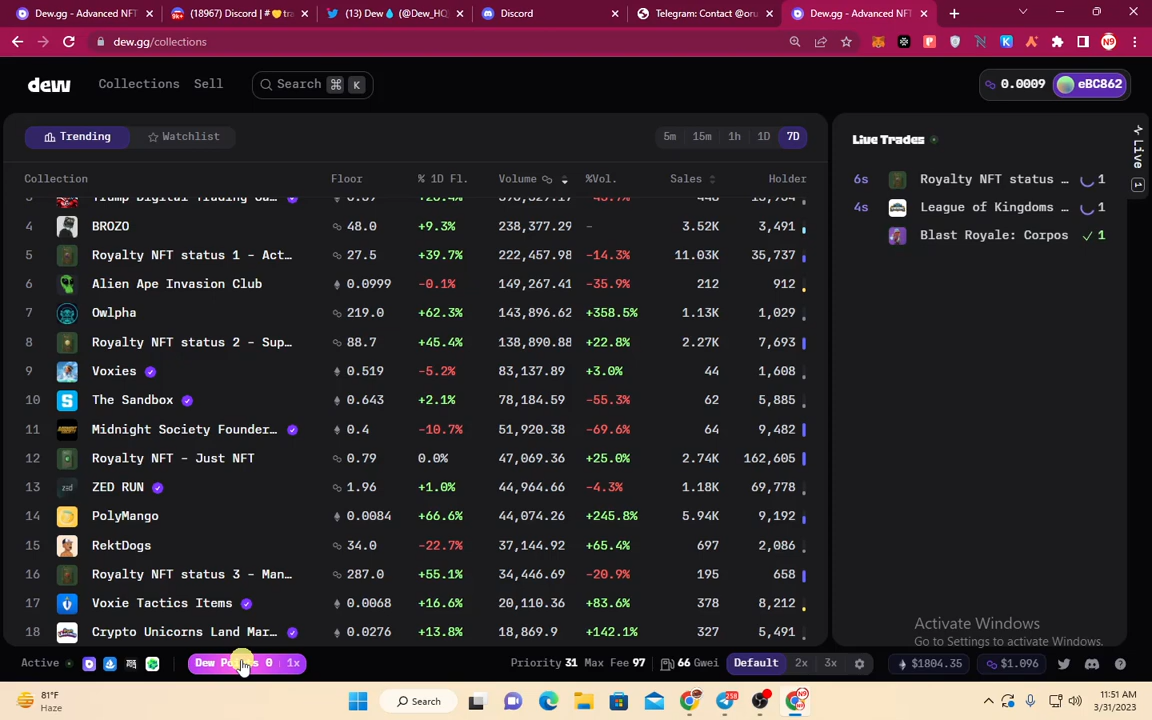 Dew.gg - Advanced NFT
(18967) Discord | #💛tra
(13) Dew💧 (@Dew_HQ
Discord
Telegram: Contact @oru
Dew.gg - Advanced NFT
dew.gg/collections
N9
dew
Collections
Sell
Search ⌘ K
0.0009
eBC862
Trending
Watchlist
5m 15m 1h 1D 7D
Live Trades
Live
1
Collection Floor % 1D Fl. Volume %Vol. Sales Holder
6s Royalty NFT status … 1
4s League of Kingdoms … 1
Blast Royale: Corpos 1
4 BROZO 48.0 +9.3% 238,377.29 – 3.52K 3,491
5 Royalty NFT status 1 - Act… 27.5 +39.7% 222,457.98 -14.3% 11.03K 35,737
6 Alien Ape Invasion Club 0.0999 -0.1% 149,267.41 -35.9% 212 912
7 Owlpha 219.0 +62.3% 143,896.62 +358.5% 1.13K 1,029
8 Royalty NFT status 2 - Sup… 88.7 +45.4% 138,890.88 +22.8% 2.27K 7,693
9 Voxies 0.519 -5.2% 83,137.89 +3.0% 44 1,608
10 The Sandbox 0.643 +2.1% 78,184.59 -55.3% 62 5,885
11 Midnight Society Founder… 0.4 -10.7% 51,920.38 -69.6% 64 9,482
12 Royalty NFT - Just NFT 0.79 0.0% 47,069.36 +25.0% 2.74K 162,605
13 ZED RUN 1.96 +1.0% 44,964.66 -4.3% 1.18K 69,778
14 PolyMango 0.0084 +66.6% 44,074.26 +245.8% 5.94K 9,192
15 RektDogs 34.0 -22.7% 37,144.92 +65.4% 697 2,086
16 Royalty NFT status 3 - Man… 287.0 +55.1% 34,446.69 -20.9% 195 658
17 Voxie Tactics Items 0.0068 +16.6% 20,110.36 +83.6% 378 8,212
18 Crypto Unicorns Land Mar… 0.0276 +13.8% 18,869.9 +142.1% 327 5,491
Activate Windows
Go to Settings to activate Windows.
Active
Dew Points 0 1x
Priority 31 Max Fee 97 66 Gwei Default 2x 3x
$1804.35
$1.096
81°F
Haze
Search
11:51 AM
3/31/2023